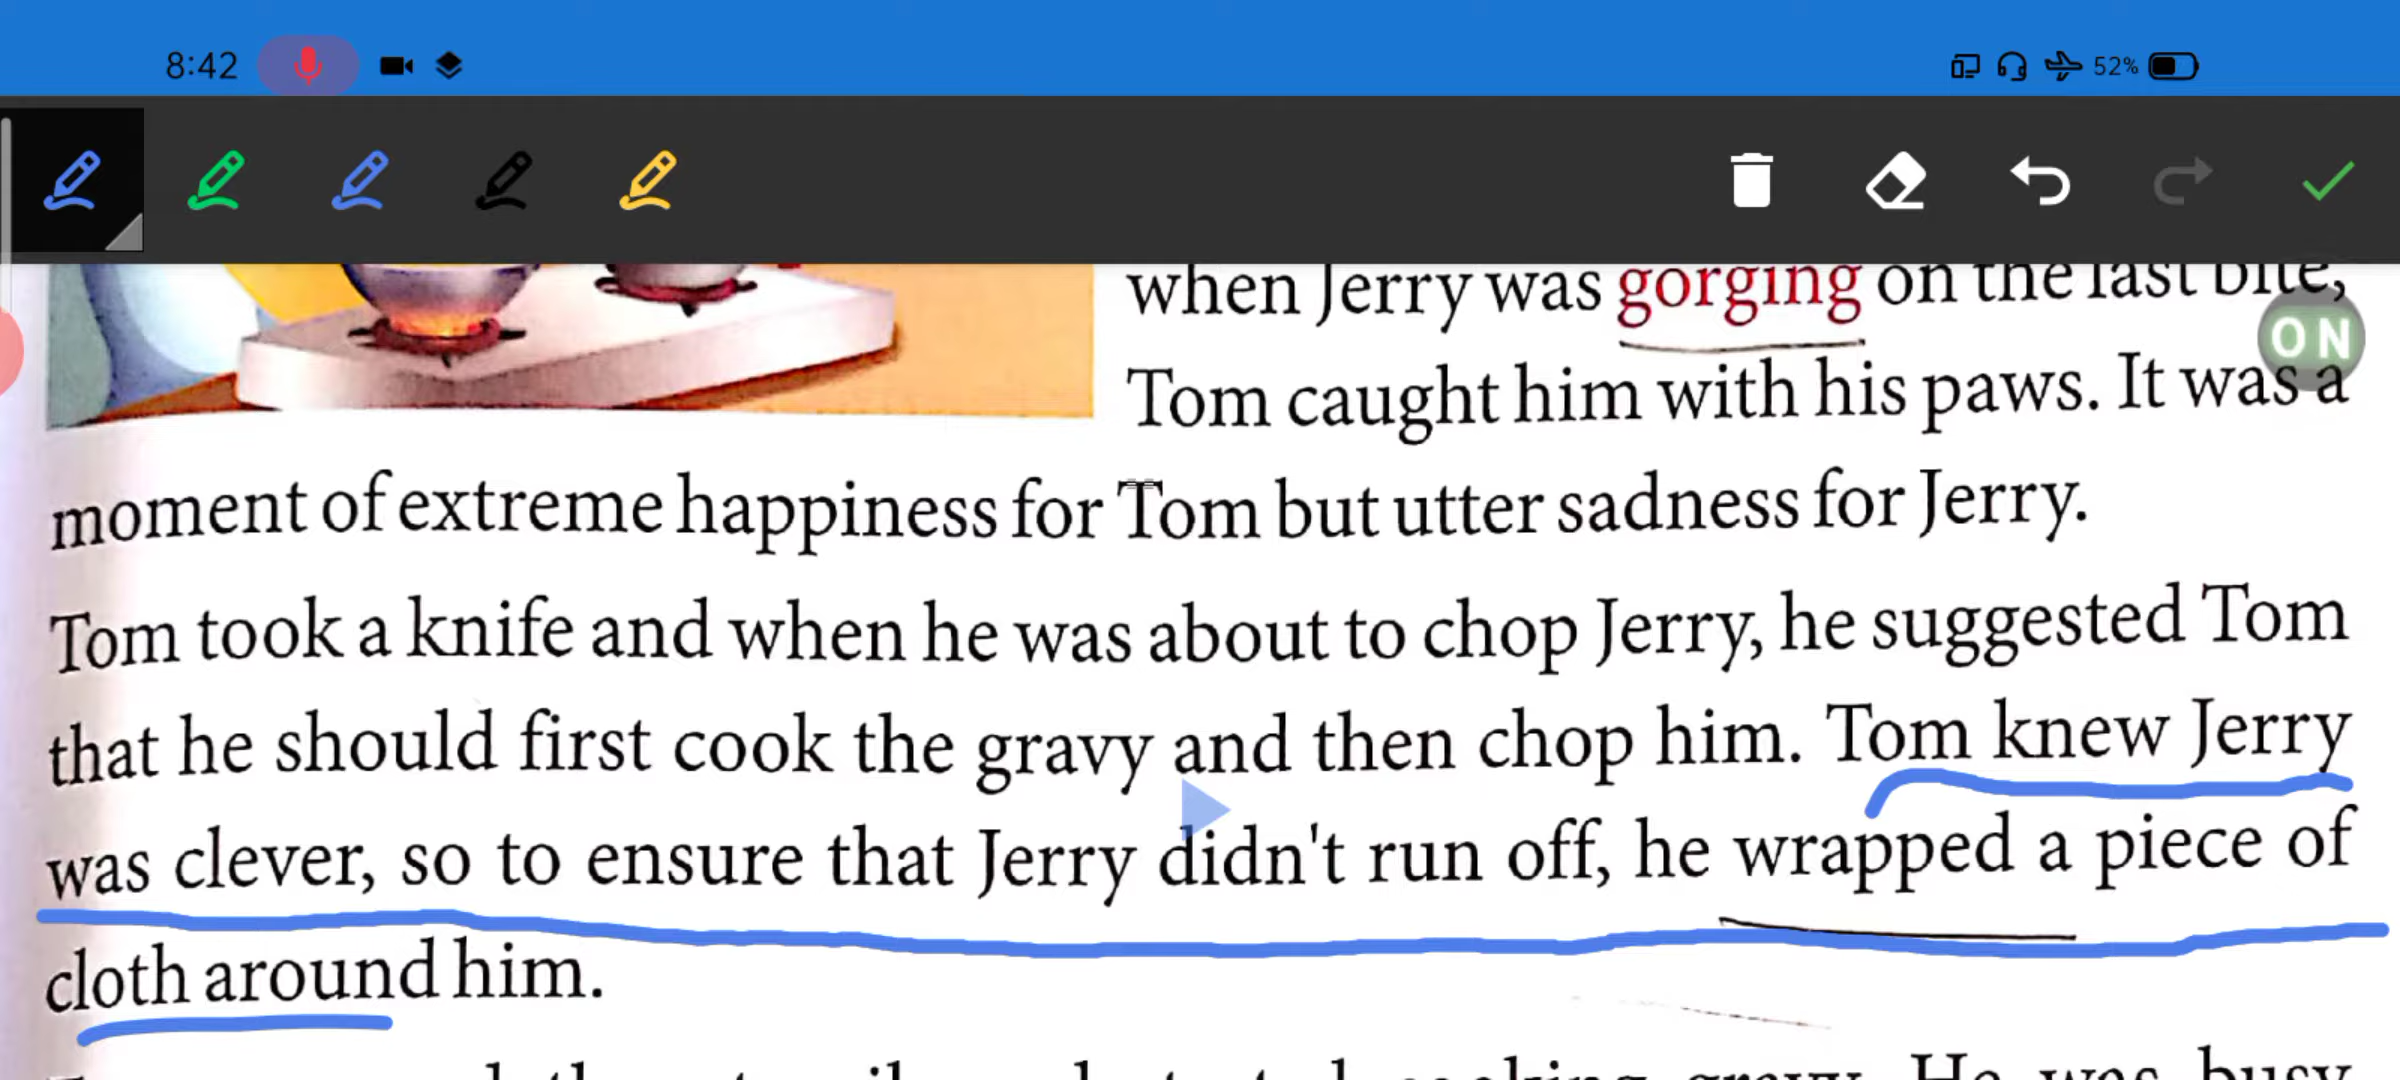 8:42
52%
when Jerry was gorging on the last bite,
ON
Tom caught him with his paws. It was a
moment of extreme happiness for Tom but utter sadness for Jerry.
Tom took a knife and when he was about to chop Jerry, he suggested Tom
that he should first cook the gravy and then chop him. Tom knew Jerry
was clever, so to ensure that Jerry didn't run off, he wrapped a piece of
cloth around him.
gravy. He was busy